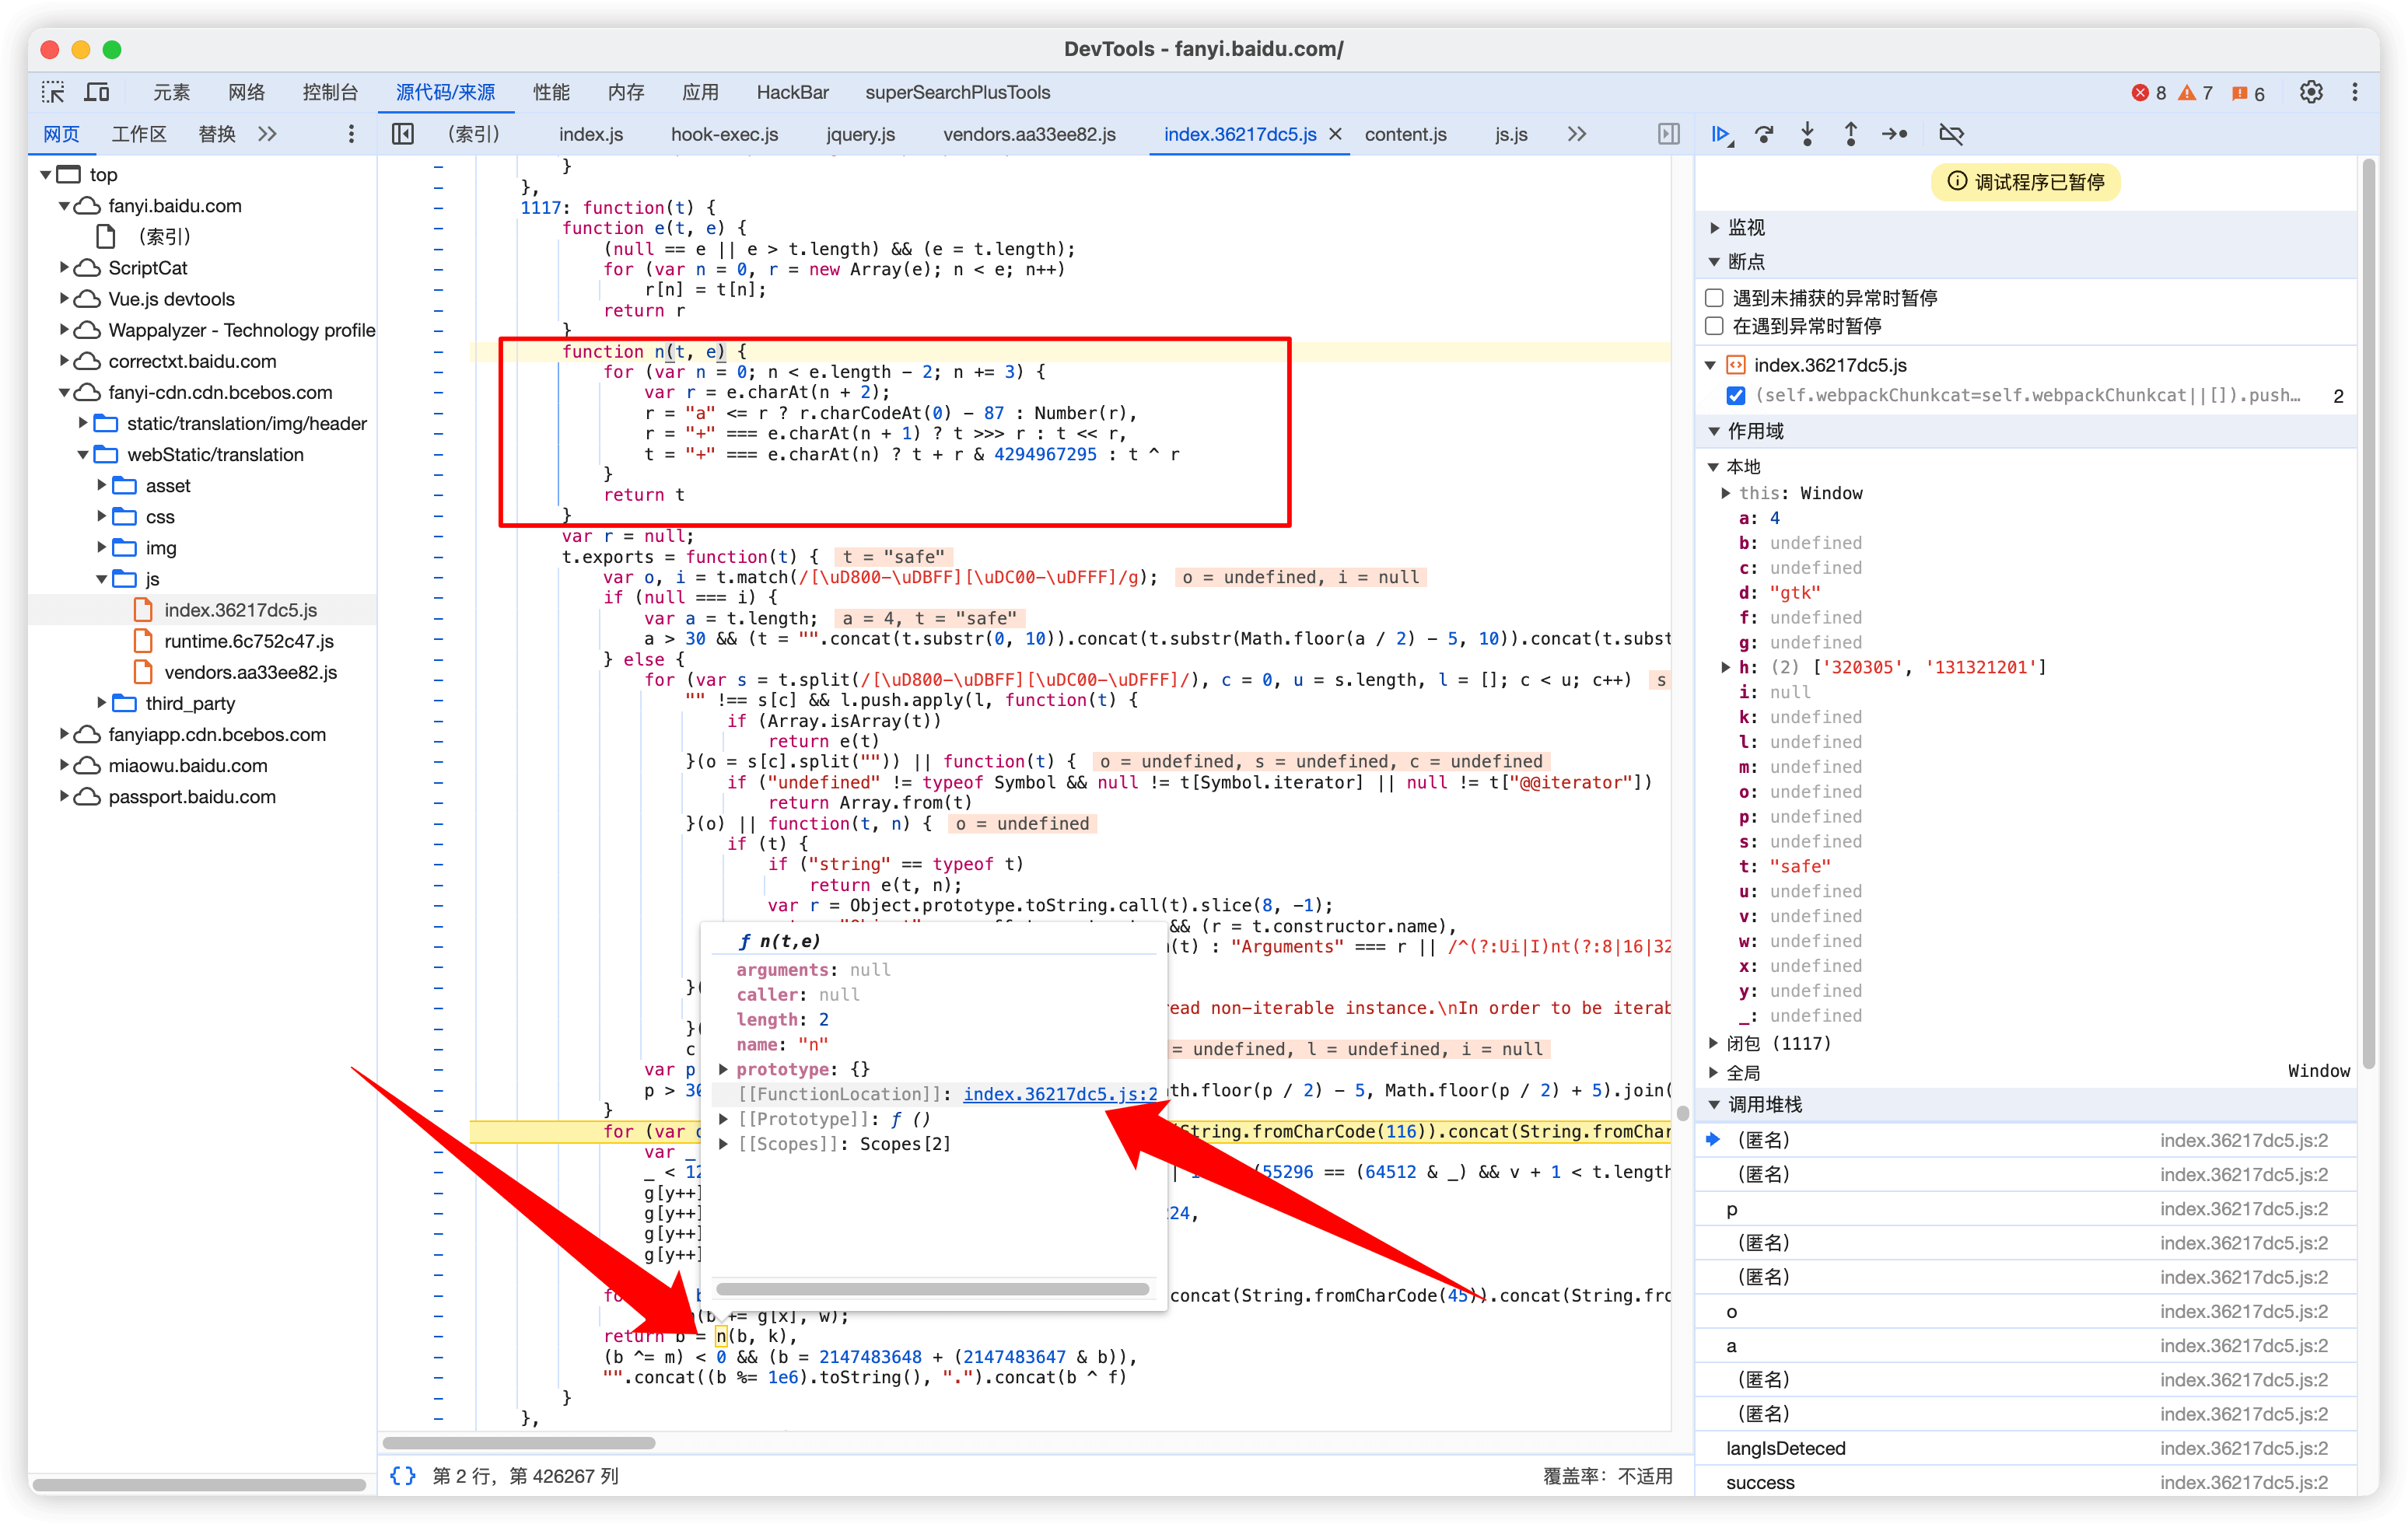 DevTools - fanyi.baidu.com/
元素 网络 控制台 源代码/来源 性能 内存 应用 HackBar superSearchPlusTools 8 7 6
网页 工作区 替换 (索引) index.js hook-exec.js jquery.js vendors.aa33ee82.js index.36217dc5.js content.js js.js
top
fanyi.baidu.com
(索引)
ScriptCat
Vue.js devtools
Wappalyzer - Technology profile
correctxt.baidu.com
fanyi-cdn.cdn.bcebos.com
static/translation/img/header
webStatic/translation
asset
css
img
js
index.36217dc5.js
runtime.6c752c47.js
vendors.aa33ee82.js
third_party
fanyiapp.cdn.bcebos.com
miaowu.baidu.com
passport.baidu.com
}
},
1117: function(t) {
function e(t, e) {
(null == e || e > t.length) && (e = t.length);
for (var n = 0, r = new Array(e); n < e; n++)
r[n] = t[n];
return r
}
function n(t, e) {
for (var n = 0; n < e.length - 2; n += 3) {
var r = e.charAt(n + 2);
r = "a" <= r ? r.charCodeAt(0) - 87 : Number(r),
r = "+" === e.charAt(n + 1) ? t >>> r : t << r,
t = "+" === e.charAt(n) ? t + r & 4294967295 : t ^ r
}
return t
}
var r = null;
t.exports = function(t) { t = "safe"
var o, i = t.match(/[\uD800-\uDBFF][\uDC00-\uDFFF]/g); o = undefined, i = null
if (null === i) {
var a = t.length; a = 4, t = "safe"
a > 30 && (t = "".concat(t.substr(0, 10)).concat(t.substr(Math.floor(a / 2) - 5, 10)).concat(t.subst
} else {
for (var s = t.split(/[\uD800-\uDBFF][\uDC00-\uDFFF]/), c = 0, u = s.length, l = []; c < u; c++) s
"" !== s[c] && l.push.apply(l, function(t) {
if (Array.isArray(t))
return e(t)
}(o = s[c].split("")) || function(t) { o = undefined, s = undefined, c = undefined
if ("undefined" != typeof Symbol && null != t[Symbol.iterator] || null != t["@@iterator"])
return Array.from(t)
}(o) || function(t, n) { o = undefined
if (t) {
if ("string" == typeof t)
return e(t, n);
var r = Object.prototype.toString.call(t).slice(8, -1);
&& (r = t.constructor.name),
(t) : "Arguments" === r || /^(?:Ui|I)nt(?:8|16|32
}(
ead non-iterable instance.\nIn order to be iterab
}(
c = undefined, l = undefined, i = null
var p
p > 30 th.floor(p / 2) - 5, Math.floor(p / 2) + 5).join(
}
for (var String.fromCharCode(116)).concat(String.fromChar
var _
_ < 12 (55296 == (64512 & _) && v + 1 < t.length
g[y++]
g[y++] 24,
g[y++]
g[y++]
concat(String.fromCharCode(45)).concat(String.fro
(b += g[x], w);
return b = n(b, k),
(b ^= m) < 0 && (b = 2147483648 + (2147483647 & b)),
"".concat((b %= 1e6).toString(), ".").concat(b ^ f)
}
},
ƒ n(t,e)
arguments: null
caller: null
length: 2
name: "n"
prototype: {}
[[FunctionLocation]]: index.36217dc5.js:2
[[Prototype]]: ƒ ()
[[Scopes]]: Scopes[2]
{} 第 2 行，第 426267 列 覆盖率：不适用
调试程序已暂停
监视
断点
遇到未捕获的异常时暂停
在遇到异常时暂停
index.36217dc5.js
(self.webpackChunkcat=self.webpackChunkcat||[]).push… 2
作用域
本地
this: Window
a: 4
b: undefined
c: undefined
d: "gtk"
f: undefined
g: undefined
h: (2) ['320305', '131321201']
i: null
k: undefined
l: undefined
m: undefined
o: undefined
p: undefined
s: undefined
t: "safe"
u: undefined
v: undefined
w: undefined
x: undefined
y: undefined
_: undefined
闭包 (1117)
全局 Window
调用堆栈
(匿名) index.36217dc5.js:2
(匿名) index.36217dc5.js:2
p index.36217dc5.js:2
(匿名) index.36217dc5.js:2
(匿名) index.36217dc5.js:2
o index.36217dc5.js:2
a index.36217dc5.js:2
(匿名) index.36217dc5.js:2
(匿名) index.36217dc5.js:2
langIsDeteced index.36217dc5.js:2
success index.36217dc5.js:2